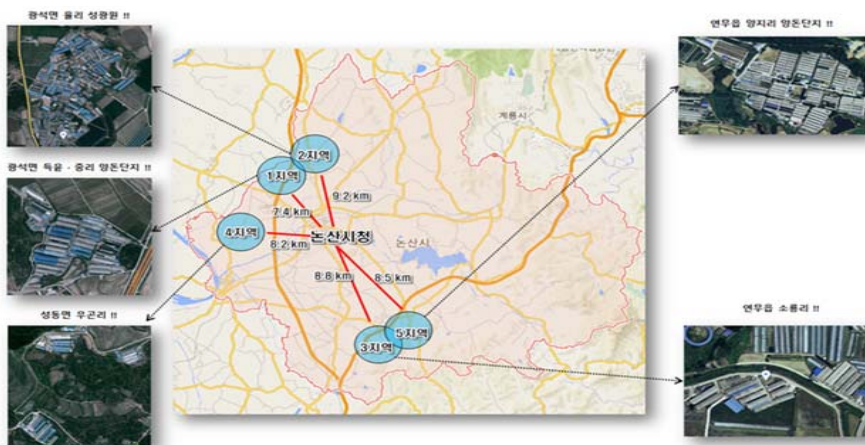 광석면 율리 성광원 !!
연무읍 양지리 양돈단지 !!
계룡시
2지역
광석면 득윤 · 중리 양돈단지 !!
1지역
9.2 km
7.4 km
4지역
논산시청
논산시
8.2 km
8.8 km
8.5 km
성동면 우곤리 !!
연무읍 소룡리 !!
5지역
3지역